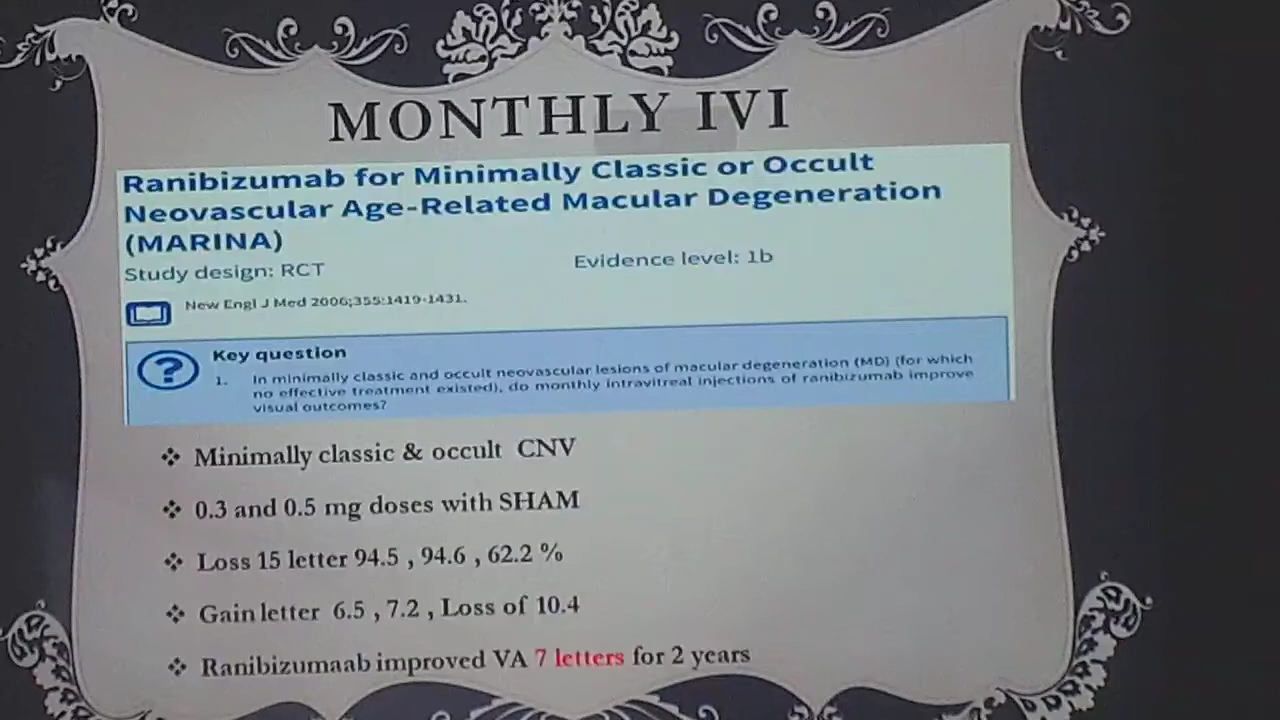 MONTHLY IVI
Ranibizumab for Minimally Classic or Occult
Neovascular Age-Related Macular Degeneration
(MARINA)
Study design: RCT
Evidence level: 1b
New Engl J Med 2006;355:1419-1431.
?
Key question
1. In minimally classic and occult neovascular lesions of macular degeneration (MD) (for which
no effective treatment existed), do monthly intravitreal injections of ranibizumab improve
visual outcomes?
❖ Minimally classic & occult CNV
❖ 0.3 and 0.5 mg doses with SHAM
❖ Loss 15 letter 94.5 , 94.6 , 62.2 %
❖ Gain letter 6.5 , 7.2 , Loss of 10.4
❖ Ranibizumaab improved VA 7 letters for 2 years